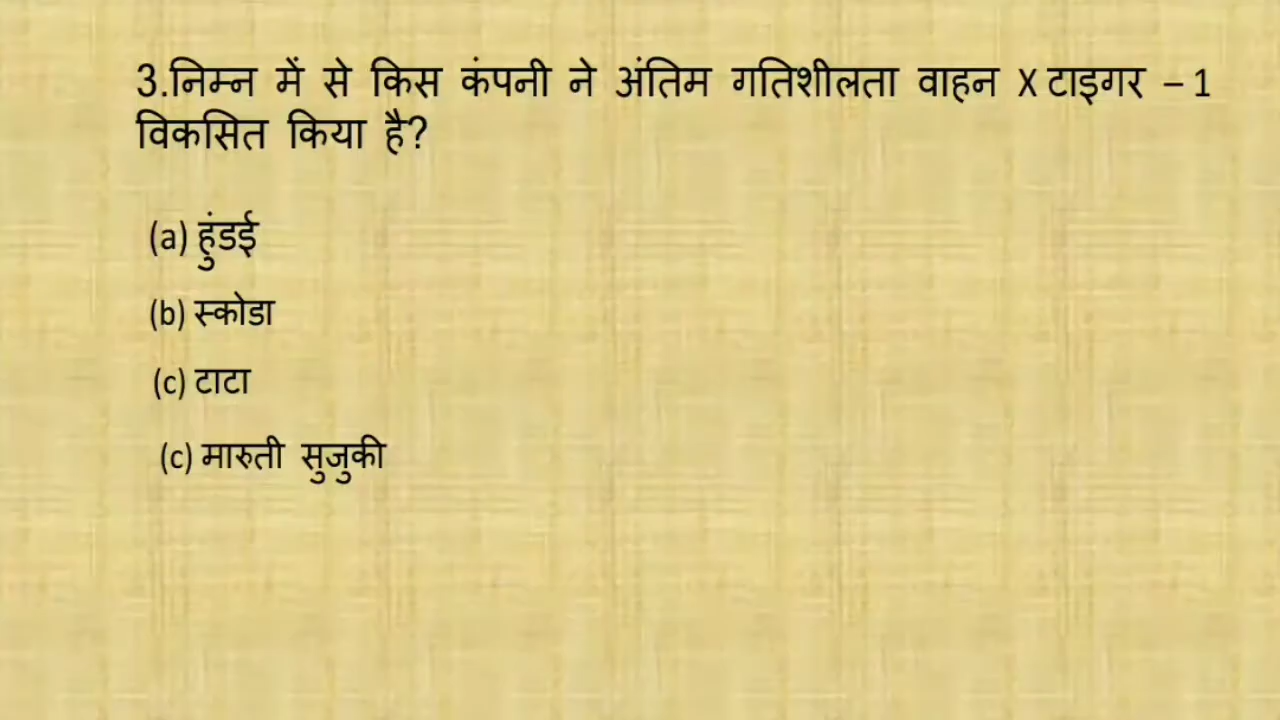 3.निम्न में से किस कंपनी ने अंतिम गतिशीलता वाहन X टाइगर – 1
विकसित किया है?
(a) हुंडई
(b) स्कोडा
(c) टाटा
(c) मारुती सुजुकी